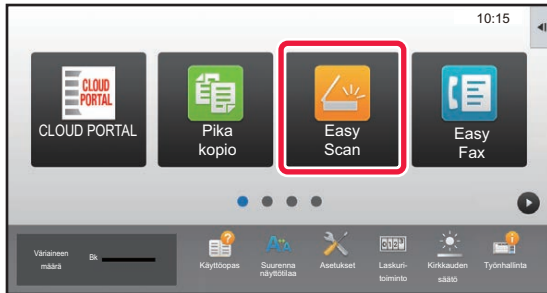 10:15
CLOUD
PORTAL
CLOUD PORTAL
Pika
kopio
Easy
Scan
Easy
Fax
Väriaineen
määrä
Bk
Käyttöopas
Suurenna
näyttötilaa
Asetukset
Laskuri-
toiminto
Kirkkauden
säätö
Työnhallinta